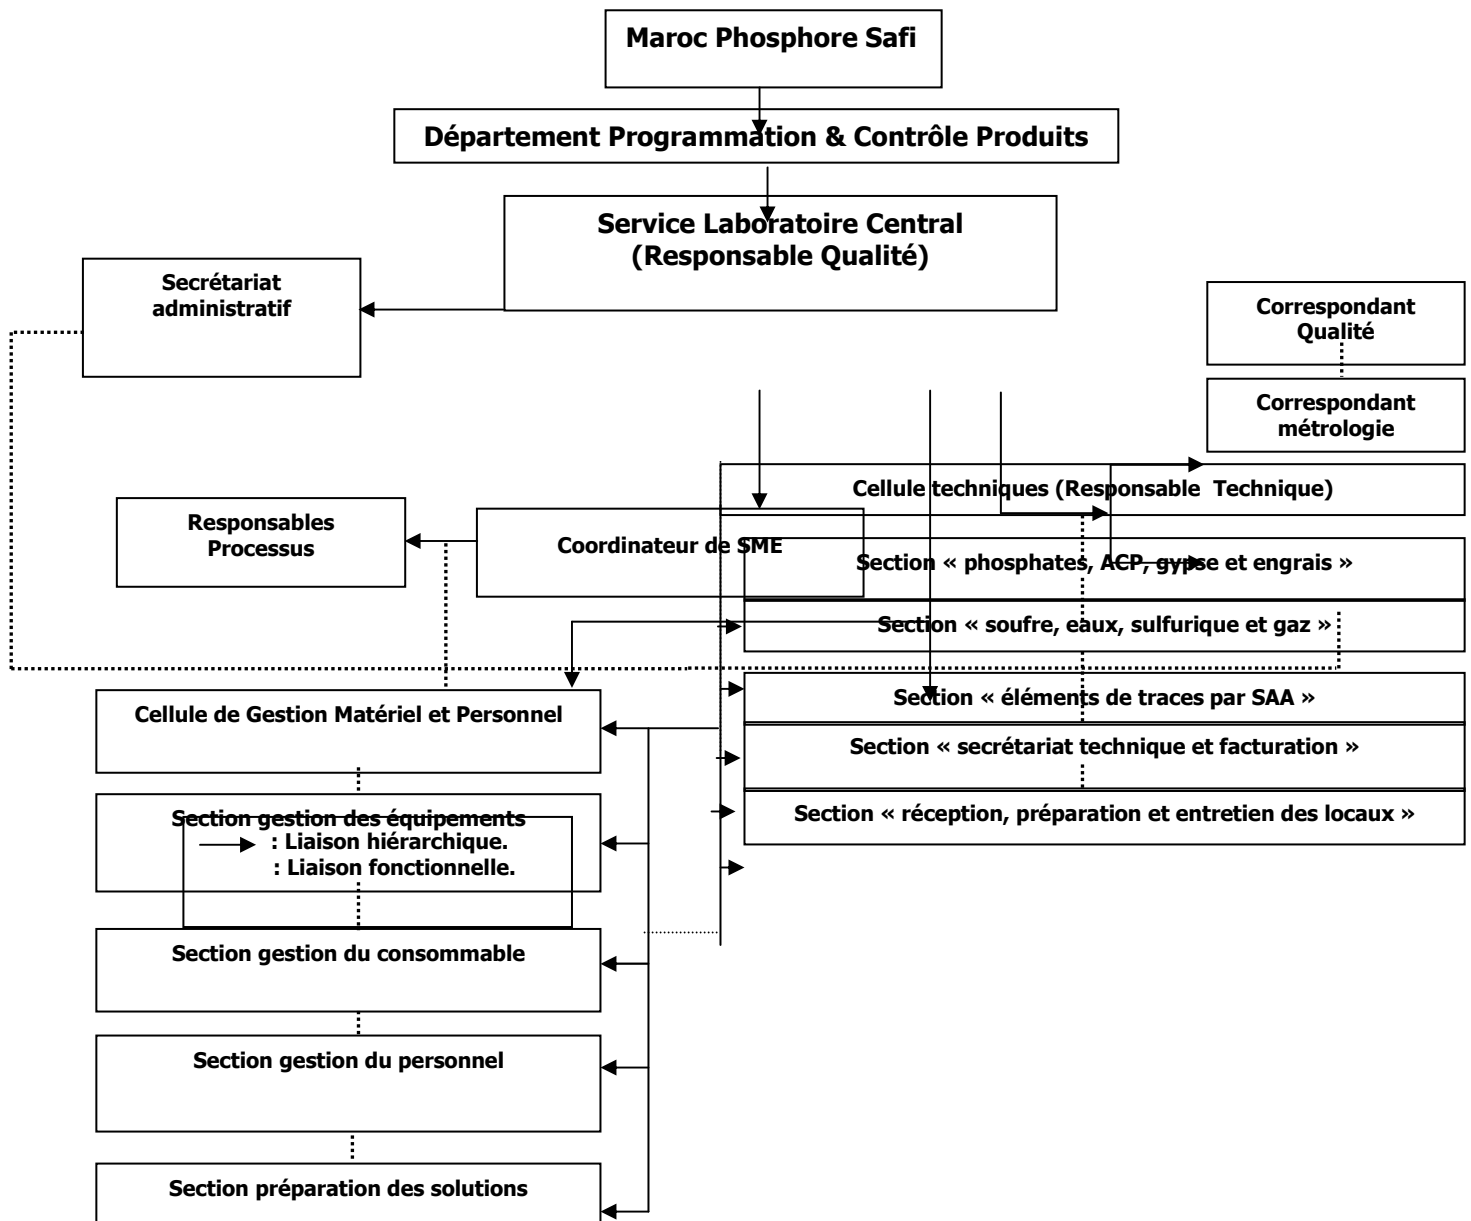 Maroc Phosphore Safi
Département Programmation & Contrôle Produits
Service Laboratoire Central
(Responsable Qualité)
Secrétariat
administratif
Correspondant
Qualité
Correspondant
métrologie
Cellule techniques (Responsable Technique)
Responsables
Processus
Coordinateur de SME
Section « phosphates, ACP, gypse et engrais »
Section « soufre, eaux, sulfurique et gaz »
Section « éléments de traces par SAA »
Section « secrétariat technique et facturation »
Section « réception, préparation et entretien des locaux »
Cellule de Gestion Matériel et Personnel
Section gestion des équipements
: Liaison hiérarchique.
: Liaison fonctionnelle.
Section gestion du consommable
Section gestion du personnel
Section préparation des solutions